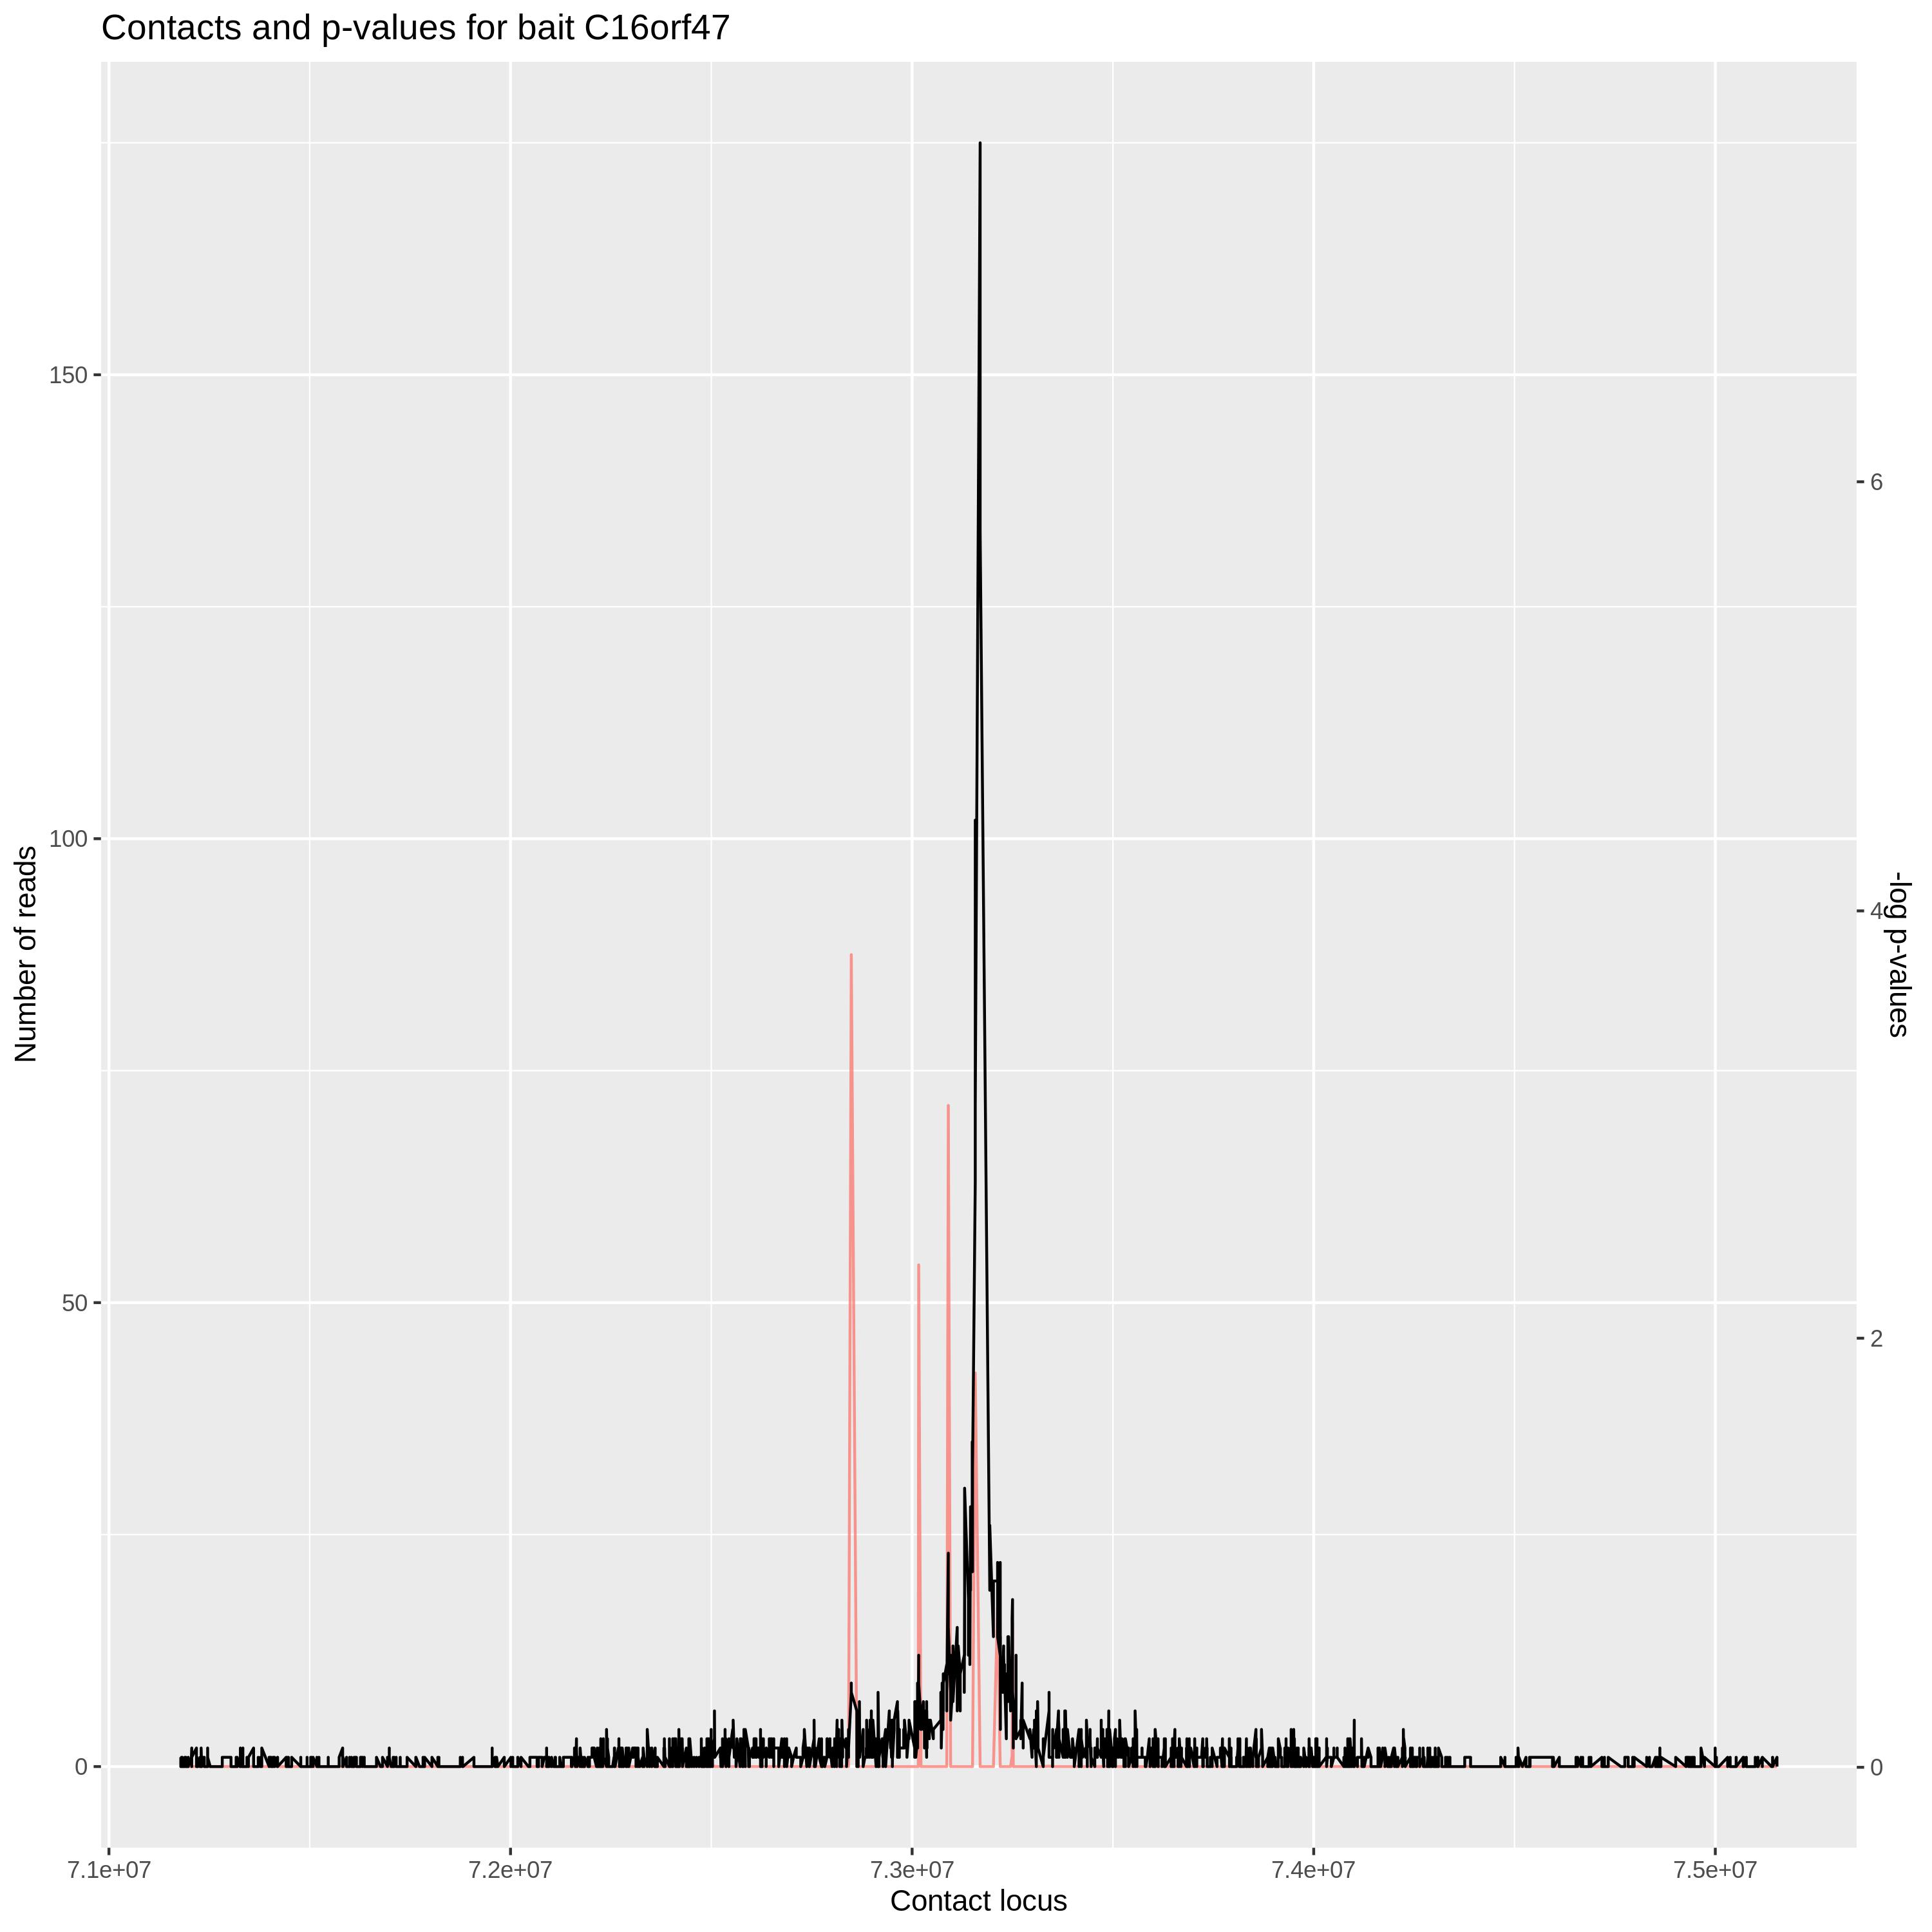 Contacts and p-values for bait C16orf47
150
100
50
0
6
4
2
0
Number of reads
-log p-values
7.1e+07 7.2e+07 7.3e+07 7.4e+07 7.5e+07
Contact locus